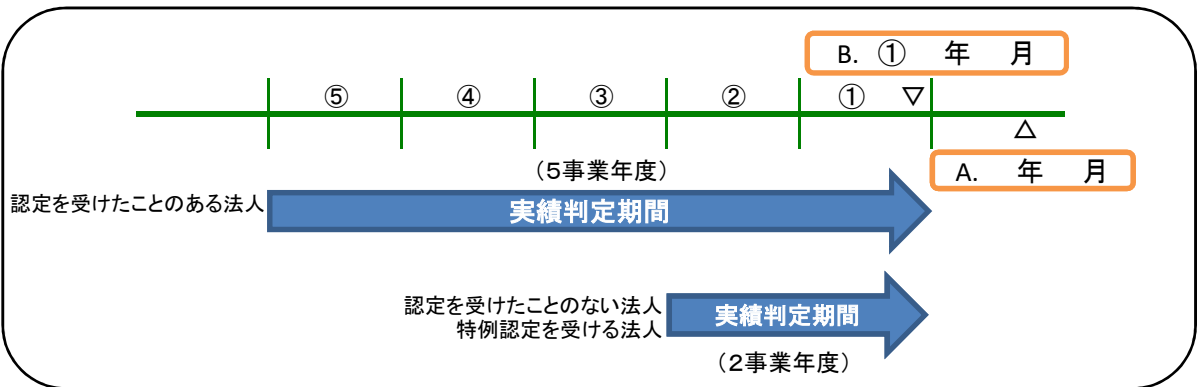 B. ① 年 月
⑤ ④ ③ ② ① ▽
△
(5事業年度)
A. 年 月
認定を受けたことのある法人
実績判定期間
認定を受けたことのない法人
特例認定を受ける法人
実績判定期間
(2事業年度)